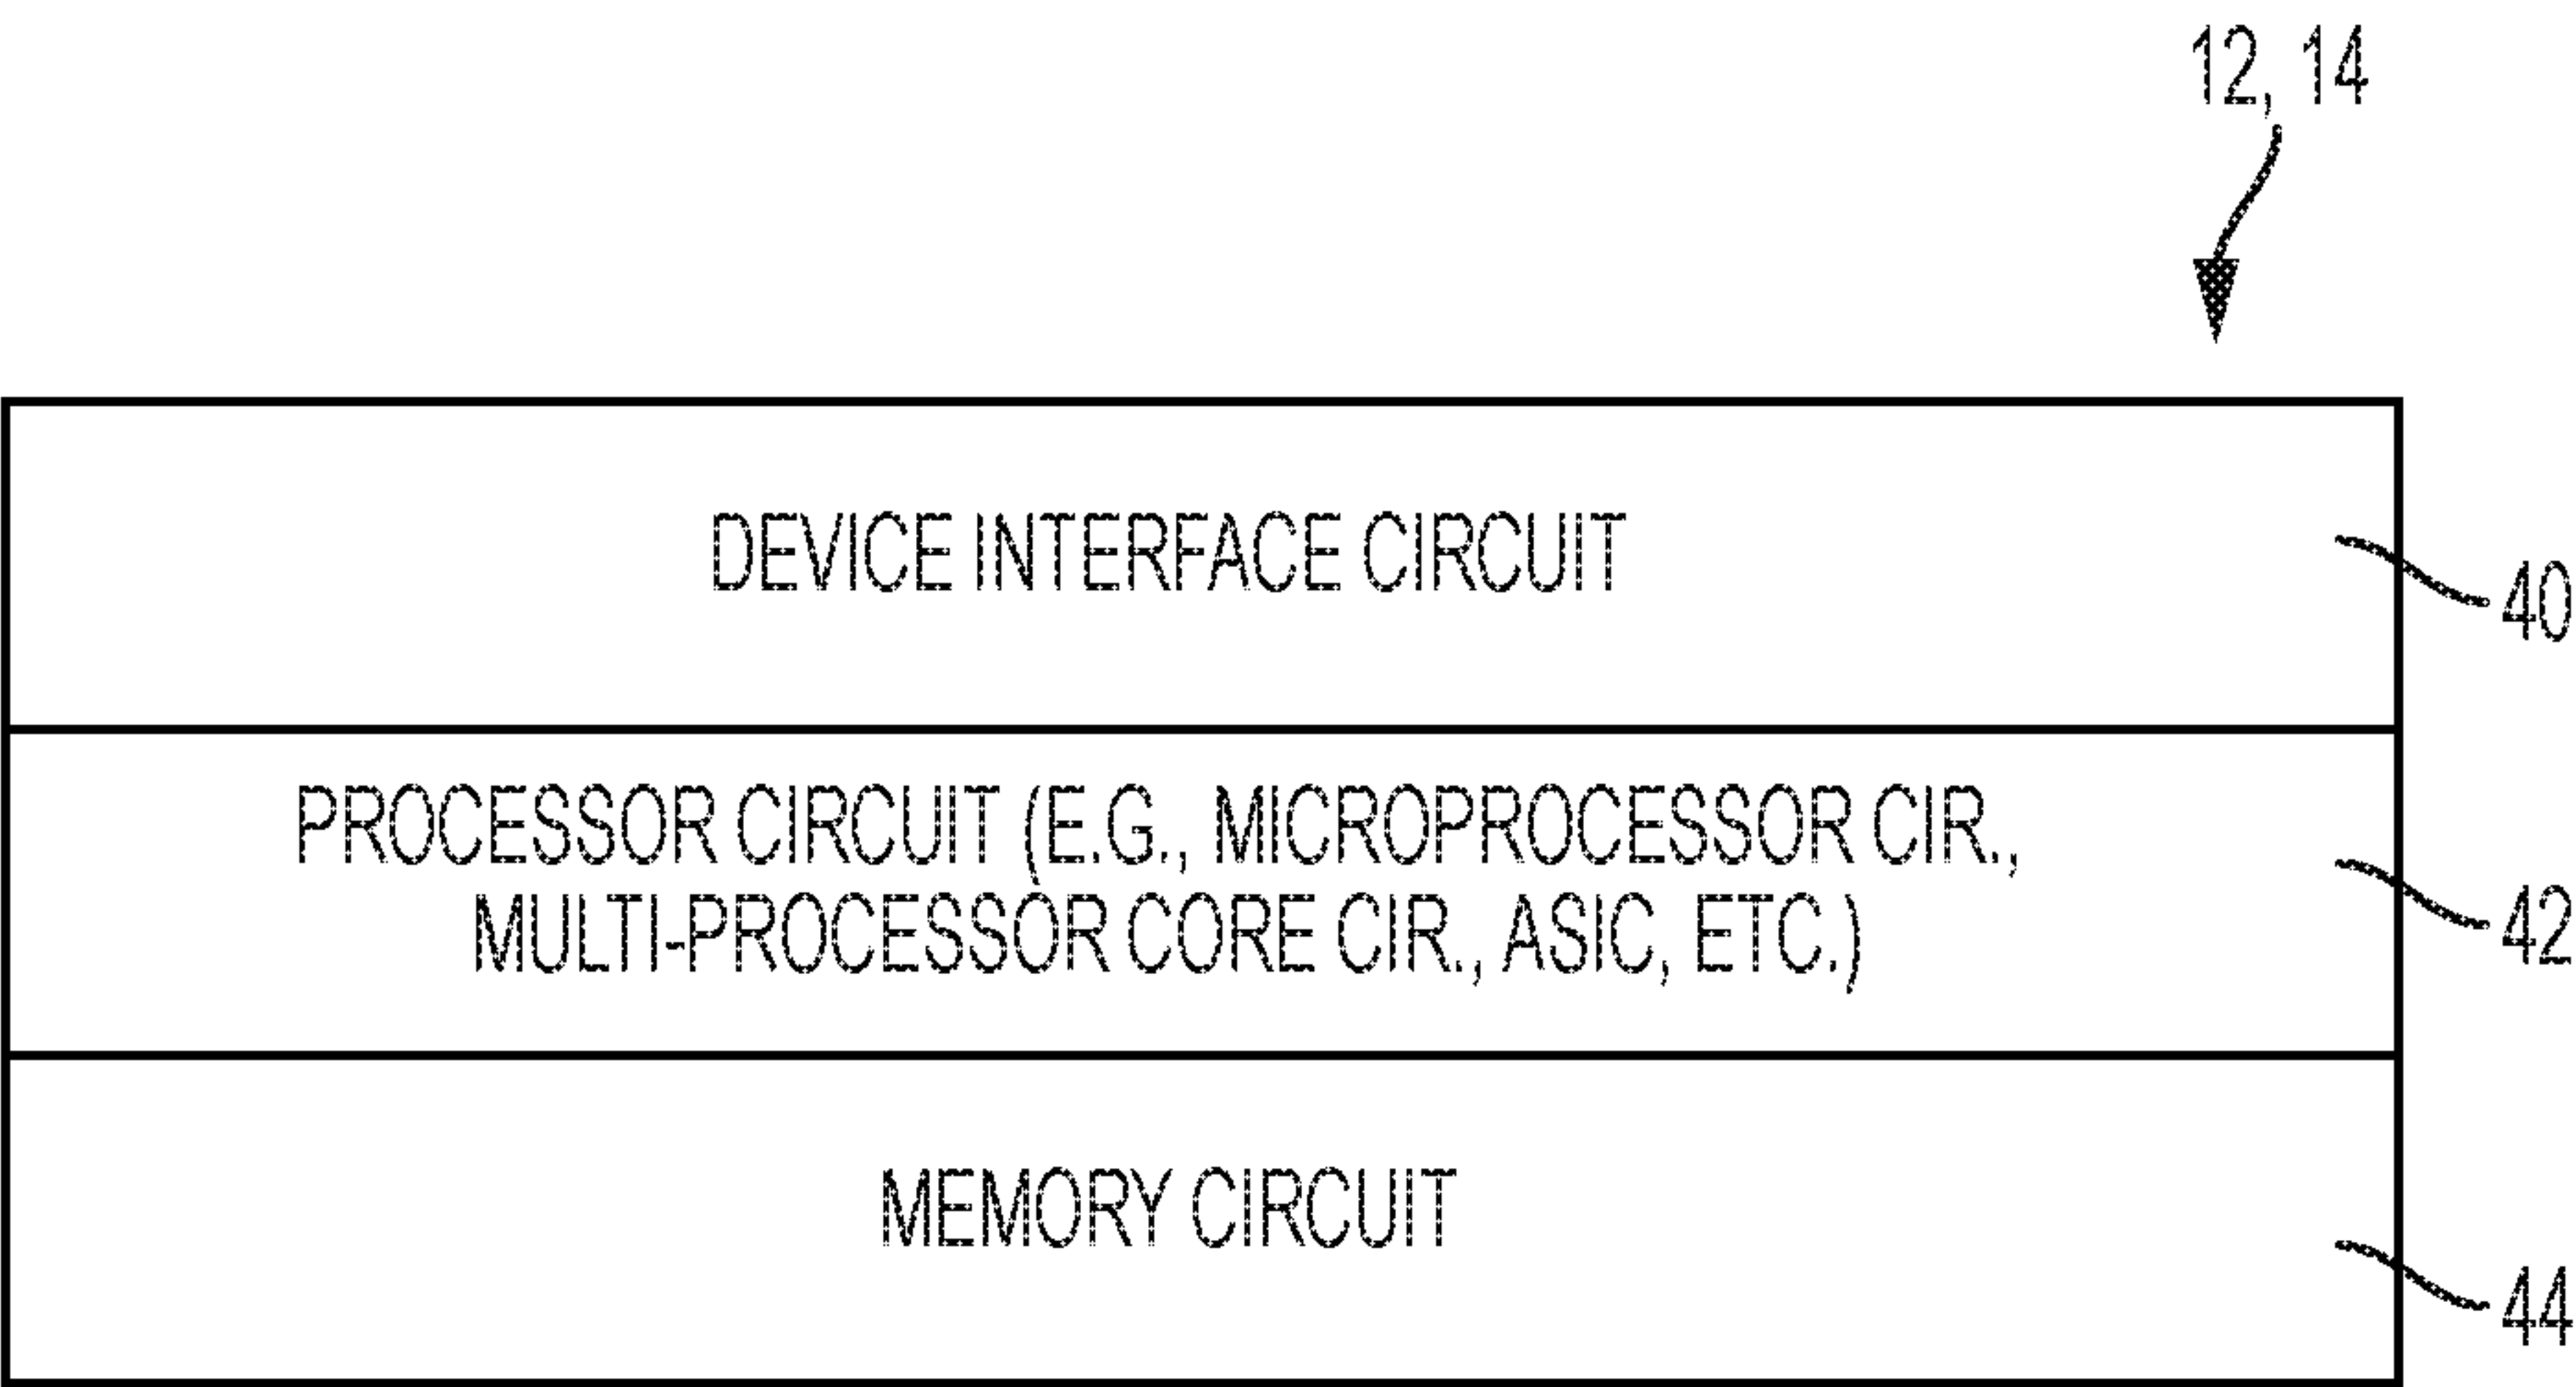 12, 14
DEVICE INTERFACE CIRCUIT
40
PROCESSOR CIRCUIT (E.G., MICROPROCESSOR CIR.,
MULTI-PROCESSOR CORE CIR., ASIC, ETC.)
42
MEMORY CIRCUIT
44